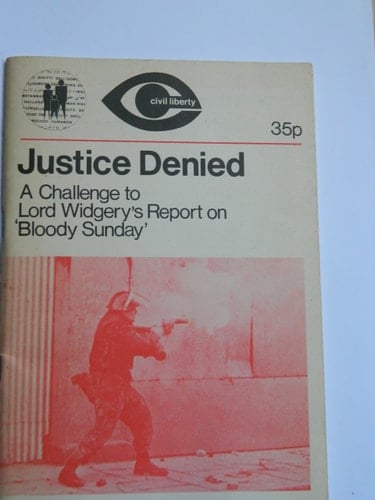 civil liberty
35p
Justice Denied
A Challenge to
Lord Widgery's Report on
'Bloody Sunday'